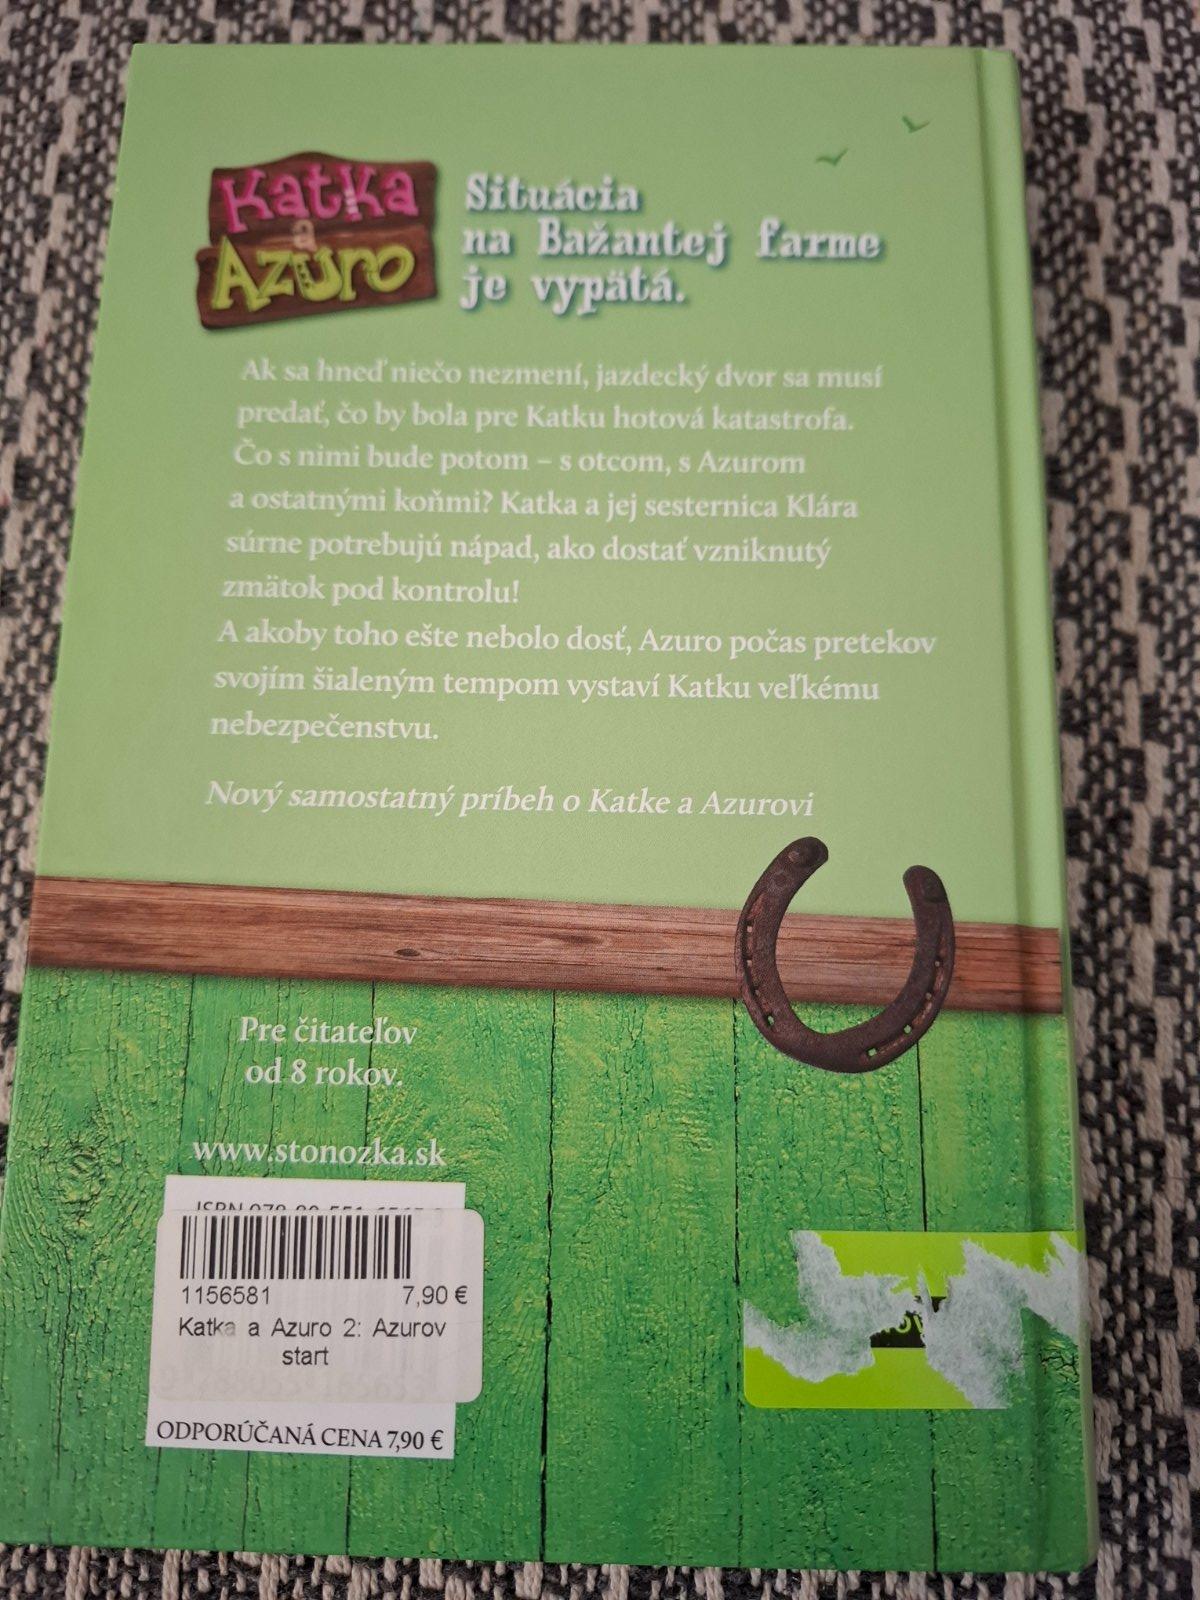 Katka
a
Azuro
Situácia
na Bažantej farme
je vypätá.
Ak sa hneď niečo nezmení, jazdecký dvor sa musí
predať, čo by bola pre Katku hotová katastrofa.
Čo s nimi bude potom – s otcom, s Azurom
a ostatnými koňmi? Katka a jej sesternica Klára
súrne potrebujú nápad, ako dostať vzniknutý
zmätok pod kontrolu!
A akoby toho ešte nebolo dosť, Azuro počas pretekov
svojím šialeným tempom vystaví Katku veľkému
nebezpečenstvu.
Nový samostatný príbeh o Katke a Azurovi
Pre čitateľov
od 8 rokov.
www.stonozka.sk
ISBN 978-80-551
1156581 7,90 €
Katka a Azuro 2: Azurov
start
ODPORÚČANÁ CENA 7,90 €